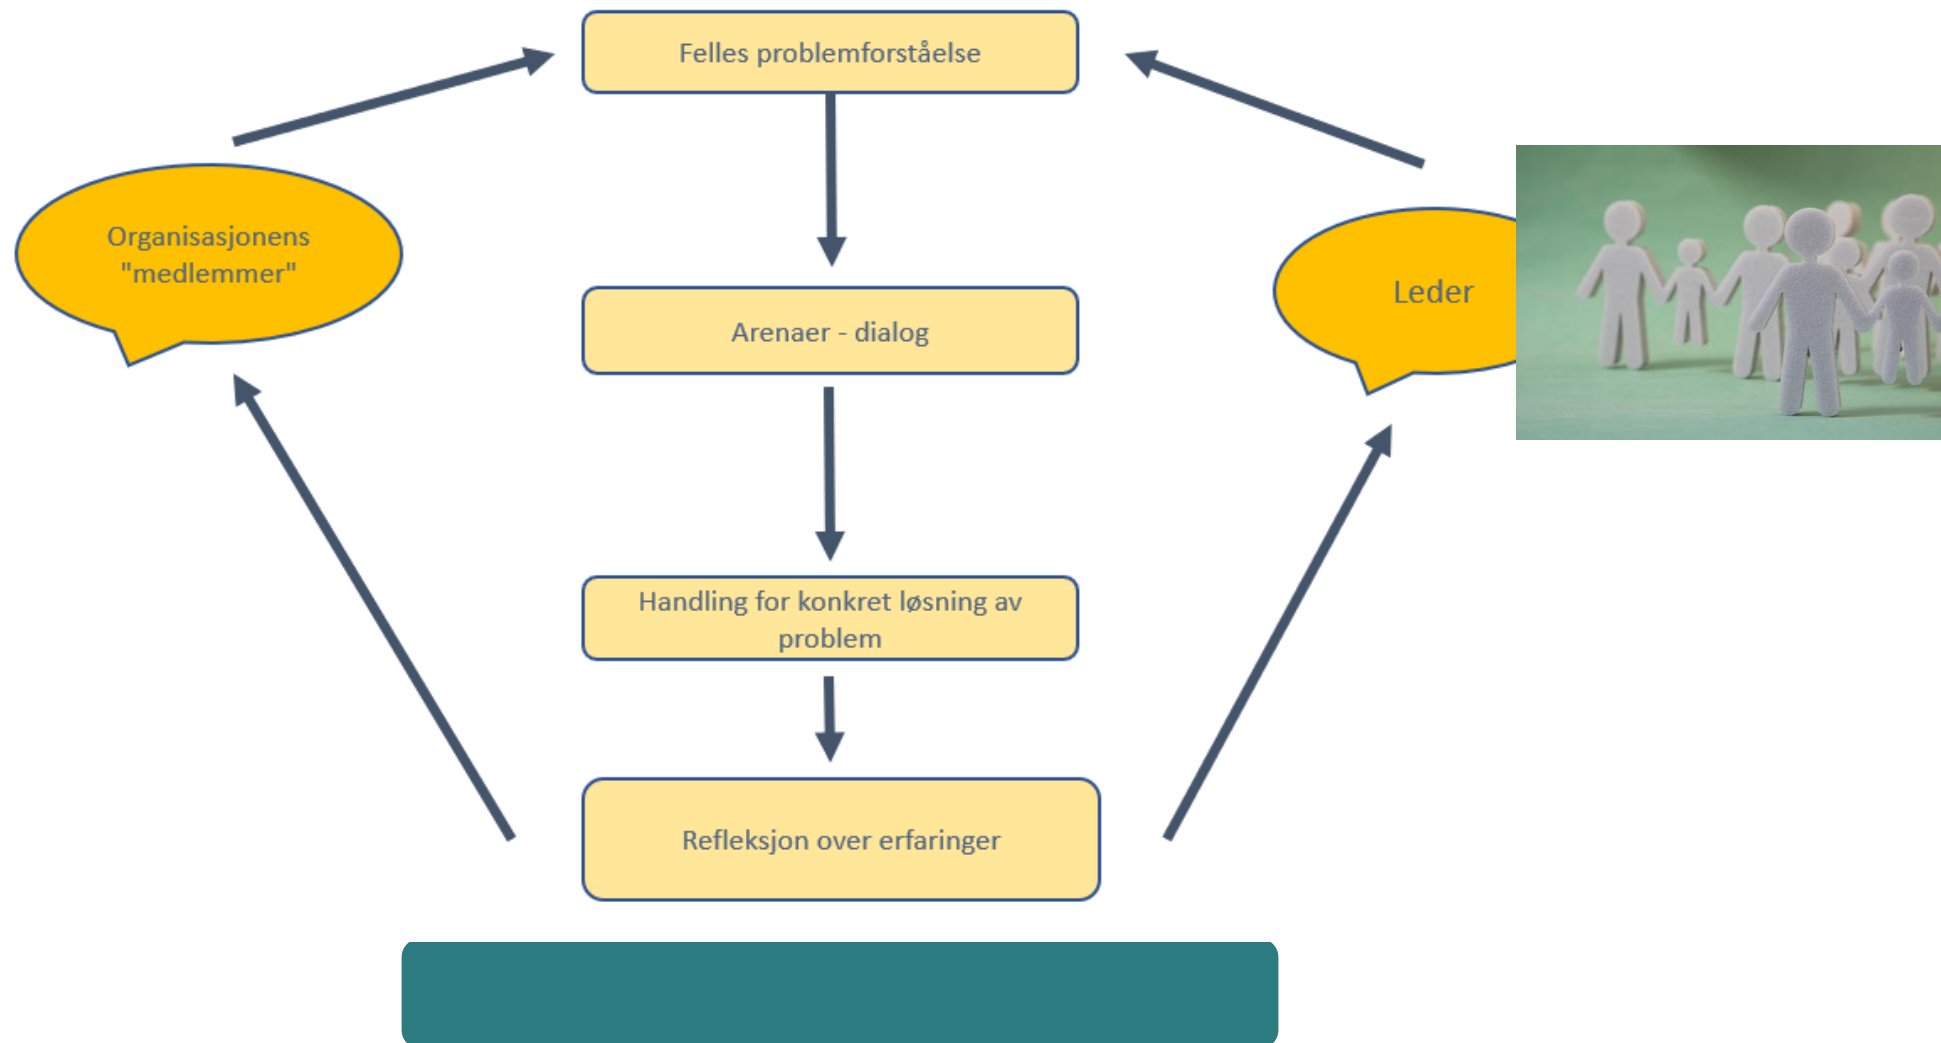 Felles problemforståelse
Organisasjonens
"medlemmer"
Leder
Arenaer - dialog
Handling for konkret løsning av
problem
Refleksjon over erfaringer